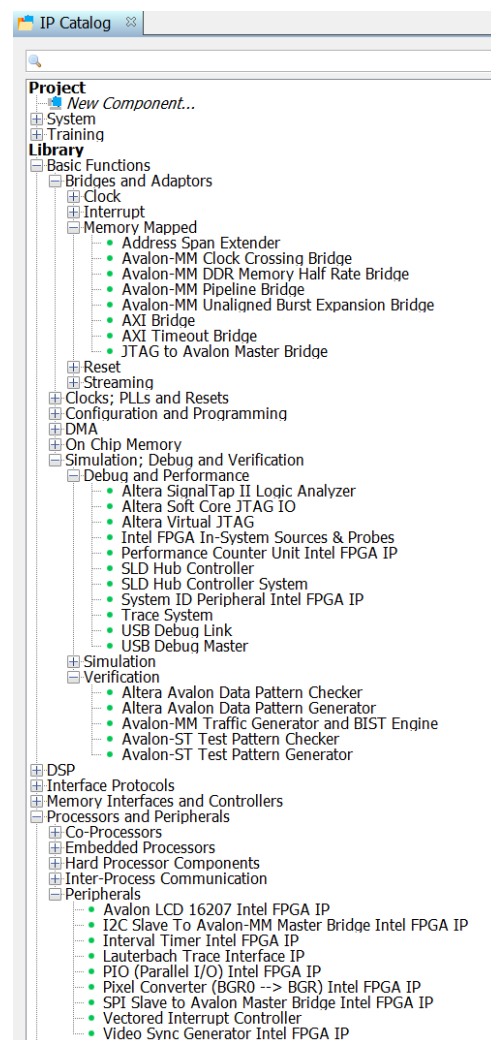 IP Catalog
Project
New Component...
System
Training
Library
Basic Functions
Bridges and Adaptors
Clock
Interrupt
Memory Mapped
Address Span Extender
Avalon-MM Clock Crossing Bridge
Avalon-MM DDR Memory Half Rate Bridge
Avalon-MM Pipeline Bridge
Avalon-MM Unaligned Burst Expansion Bridge
AXI Bridge
AXI Timeout Bridge
JTAG to Avalon Master Bridge
Reset
Streaming
Clocks; PLLs and Resets
Configuration and Programming
DMA
On Chip Memory
Simulation; Debug and Verification
Debug and Performance
Altera SignalTap II Logic Analyzer
Altera Soft Core JTAG IO
Altera Virtual JTAG
Intel FPGA In-System Sources & Probes
Performance Counter Unit Intel FPGA IP
SLD Hub Controller
SLD Hub Controller System
System ID Peripheral Intel FPGA IP
Trace System
USB Debug Link
USB Debug Master
Simulation
Verification
Altera Avalon Data Pattern Checker
Altera Avalon Data Pattern Generator
Avalon-MM Traffic Generator and BIST Engine
Avalon-ST Test Pattern Checker
Avalon-ST Test Pattern Generator
DSP
Interface Protocols
Memory Interfaces and Controllers
Processors and Peripherals
Co-Processors
Embedded Processors
Hard Processor Components
Inter-Process Communication
Peripherals
Avalon LCD 16207 Intel FPGA IP
I2C Slave To Avalon-MM Master Bridge Intel FPGA IP
Interval Timer Intel FPGA IP
Lauterbach Trace Interface IP
PIO (Parallel I/O) Intel FPGA IP
Pixel Converter (BGR0 --> BGR) Intel FPGA IP
SPI Slave to Avalon Master Bridge Intel FPGA IP
Vectored Interrupt Controller
Video Sync Generator Intel FPGA IP